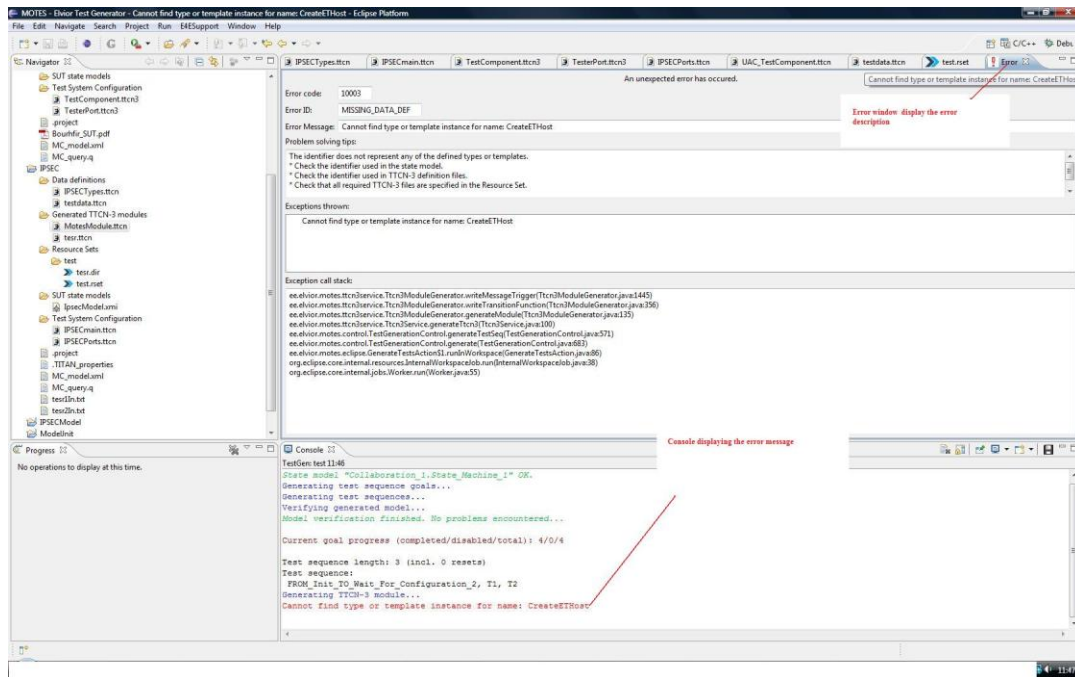 MOTES - Elvior Test Generator - Cannot find type or template instance for name: CreateETHost - Eclipse Platform
File Edit Navigate Search Project Run E4ESupport Window Help
C/C++ Debu
Navigator
IPSECTypes.ttcn IPSECmain.ttcn TestComponent.ttcn3 TesterPort.ttcn3 IPSECPorts.ttcn UAC_TestComponent.ttcn testdata.ttcn test.rset Error
SUT state models
Test System Configuration
TestComponent.ttcn3
TesterPort.ttcn3
.project
Bourhfir_SUT.pdf
MC_model.xml
MC_query.q
IPSEC
Data definitions
IPSECTypes.ttcn
testdata.ttcn
Generated TTCN-3 modules
MotesModule.ttcn
tesr.ttcn
Resource Sets
test
tesr.dir
test.rset
SUT state models
IpsecModel.xmi
Test System Configuration
IPSECmain.ttcn
IPSECPorts.ttcn
.project
.TITAN_properties
MC_model.xml
MC_query.q
tesr1In.txt
tesr2In.txt
IPSECModel
ModelInit
An unexpected error has occured.
Cannot find type or template instance for name: CreateETHos
Error code: 10003
Error ID: MISSING_DATA_DEF
Error Message: Cannot find type or template instance for name: CreateETHost
Error window display the error
description
Problem solving tips:
The identifier does not represent any of the defined types or templates.
* Check the identifier used in the state model.
* Check the identifier used in TTCN-3 definition files.
* Check that all required TTCN-3 files are specified in the Resource Set.
Exceptions thrown:
Cannot find type or template instance for name: CreateETHost
Exception call stack:
ee.elvior.motes.ttcn3service.Ttcn3ModuleGenerator.writeMessageTrigger(Ttcn3ModuleGenerator.java:1445)
ee.elvior.motes.ttcn3service.Ttcn3ModuleGenerator.writeTransitionFunction(Ttcn3ModuleGenerator.java:356)
ee.elvior.motes.ttcn3service.Ttcn3ModuleGenerator.generateModule(Ttcn3ModuleGenerator.java:135)
ee.elvior.motes.ttcn3service.Ttcn3Service.generateTtcn3(Ttcn3Service.java:100)
ee.elvior.motes.control.TestGenerationControl.generateTestSeq(TestGenerationControl.java:571)
ee.elvior.motes.control.TestGenerationControl.generate(TestGenerationControl.java:683)
ee.elvior.motes.eclipse.GenerateTestsAction$1.runInWorkspace(GenerateTestsAction.java:86)
org.eclipse.core.internal.resources.InternalWorkspaceJob.run(InternalWorkspaceJob.java:38)
org.eclipse.core.internal.jobs.Worker.run(Worker.java:55)
Progress
No operations to display at this time.
Console
Console displaying the error message
TestGen: test 11:46
State model "Collaboration_1.State_Machine_1" OK.
Generating test sequence goals...
Generating test sequences...
Verifying generated model...
Model verification finished. No problems encountered...
Current goal progress (completed/disabled/total): 4/0/4
Test sequence length: 3 (incl. 0 resets)
Test sequence:
FROM_Init_TO_Wait_For_Configuration_2, T1, T2
Generating TTCN-3 module...
Cannot find type or template instance for name: CreateETHost
11:47